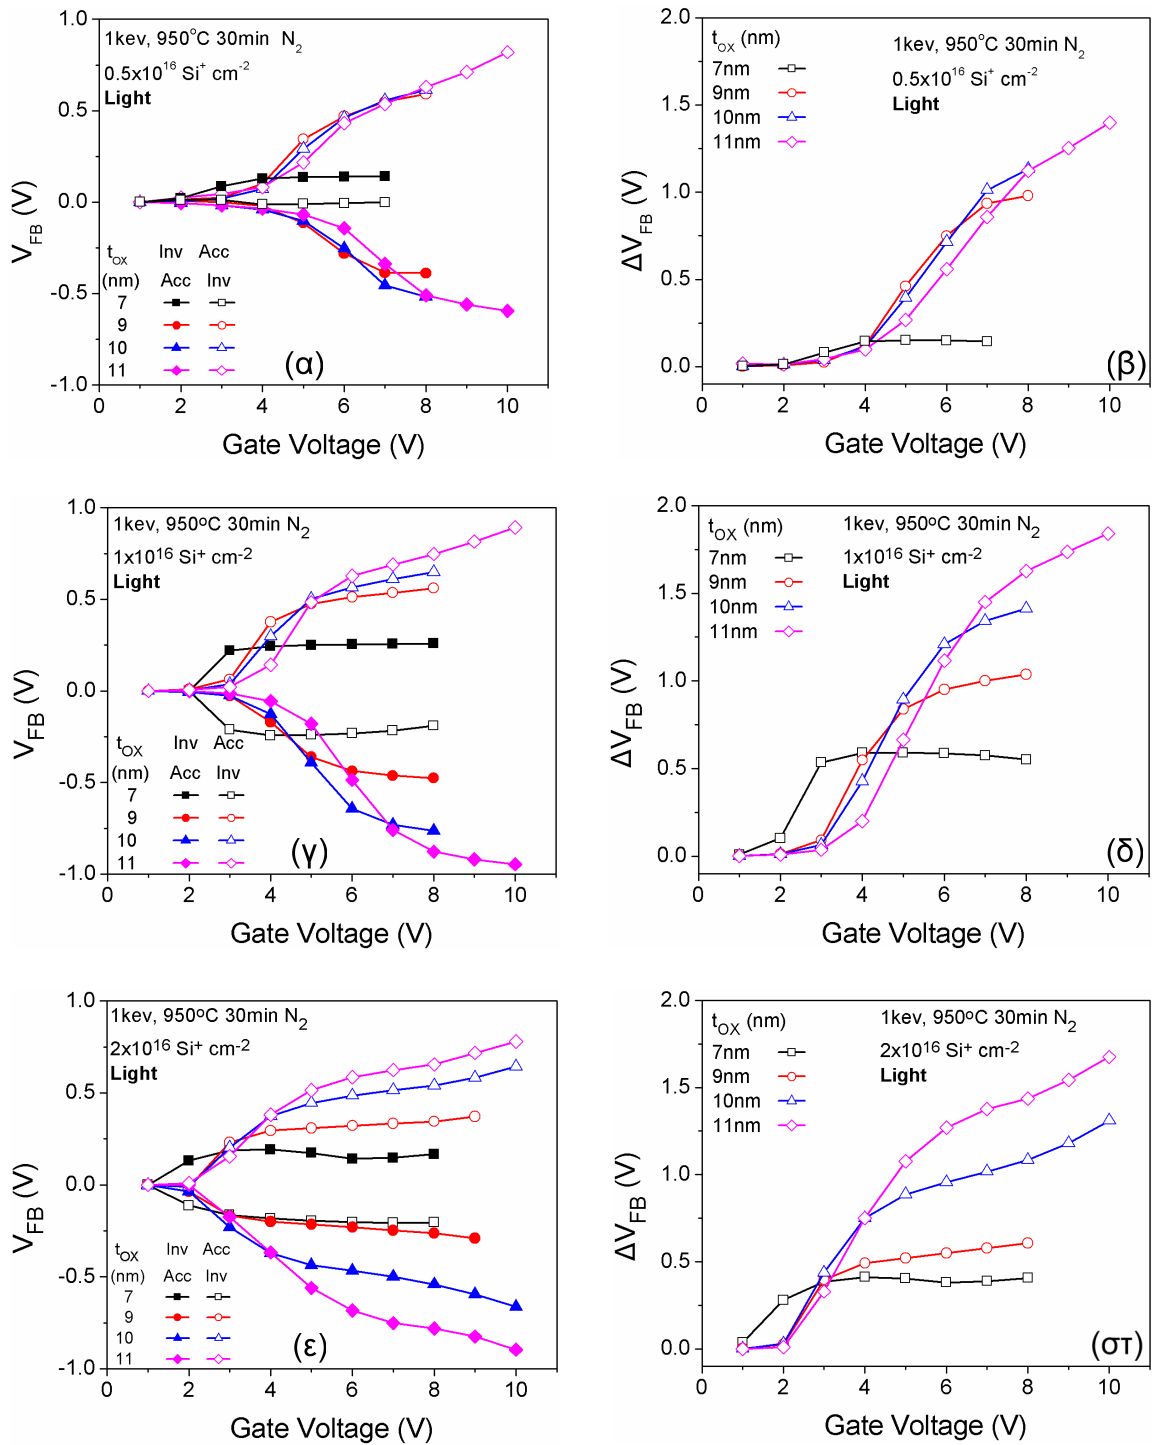 1.0
0.5
0.0
-0.5
-1.0
V_FB (V)
1kev, 950°C 30min N2
0.5x10^16 Si+ cm-2
Light
tOX Inv Acc
(nm) Acc Inv
7
9
10
11
(α)
0 2 4 6 8 10
Gate Voltage (V)
2.0
1.5
1.0
0.5
0.0
ΔV_FB (V)
tOX (nm)
7nm
9nm
10nm
11nm
1kev, 950°C 30min N2
0.5x10^16 Si+ cm-2
Light
(β)
0 2 4 6 8 10
Gate Voltage (V)
1.0
0.5
0.0
-0.5
-1.0
V_FB (V)
1kev, 950ºC 30min N2
1x10^16 Si+ cm-2
Light
tOX Inv Acc
(nm) Acc Inv
7
9
10
11
(γ)
0 2 4 6 8 10
Gate Voltage (V)
2.0
1.5
1.0
0.5
0.0
ΔV_FB (V)
tOX (nm)
7nm
9nm
10nm
11nm
1kev, 950ºC 30min N2
1x10^16 Si+ cm-2
Light
(δ)
0 2 4 6 8 10
Gate Voltage (V)
1.0
0.5
0.0
-0.5
-1.0
V_FB (V)
1kev, 950ºC 30min N2
2x10^16 Si+ cm-2
Light
tOX Inv Acc
(nm) Acc Inv
7
9
10
11
(ε)
0 2 4 6 8 10
Gate Voltage (V)
2.0
1.5
1.0
0.5
0.0
ΔV_FB (V)
tOX (nm)
7nm
9nm
10nm
11nm
1kev, 950ºC 30min N2
2x10^16 Si+ cm-2
Light
(στ)
0 2 4 6 8 10
Gate Voltage (V)